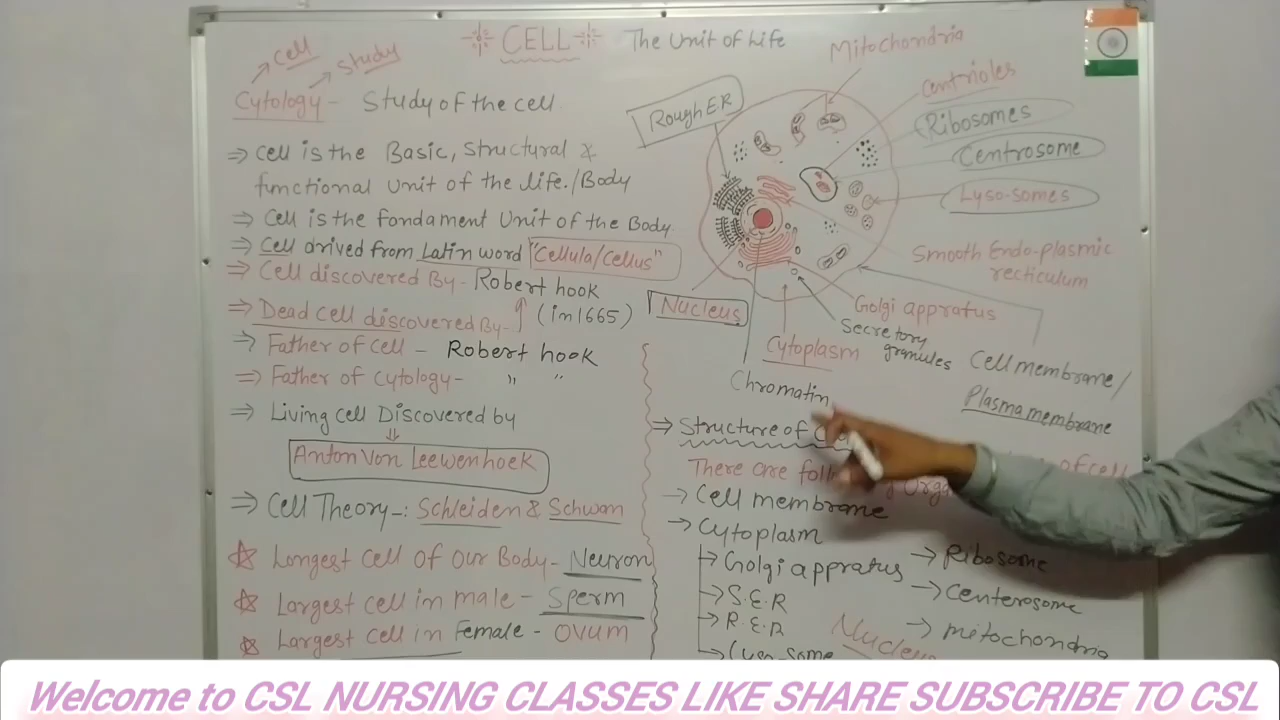 CELL The Unit of Life
Cell
Study
Cytology - Study of the cell
⇒ Cell is the Basic, Structural &
functional Unit of the life./Body
⇒ Cell is the fondament Unit of the Body
⇒ Cell drived from Latin word "Cellula/Cellus"
⇒ Cell discovered By - Robert hook
⇒ Dead cell discovered By - (im 1665)
⇒ Father of cell - Robert hook
⇒ Father of cytology - " "
⇒ Living cell Discovered by
Anton Von Leewenhoek
⇒ Cell Theory -: Schleiden & Schwan
☆ Longest cell of our Body - Neuron
☆ Largest cell in male - Sperm
☆ Largest cell in Female - Ovum
Mitochondria
Centrioles
Ribosomes
Centrosome
Lyso-somes
Rough ER
Smooth Endo-plasmic
recticulum
Golgi appratus
Secretory
granules
Nucleus
Cytoplasm
Chromatin
Cell membrane/
Plasma membrane
⇒ Structure of
There are
of cell
→ Cell membrane
→ Cytoplasm
→ Golgi appratus
→ S.E.R
→ R.E.R
→ Lyso-some
→ Ribosome
→ Centerosome
→ mitochondria
Nucleus
Welcome to CSL NURSING CLASSES LIKE SHARE SUBSCRIBE TO CSL